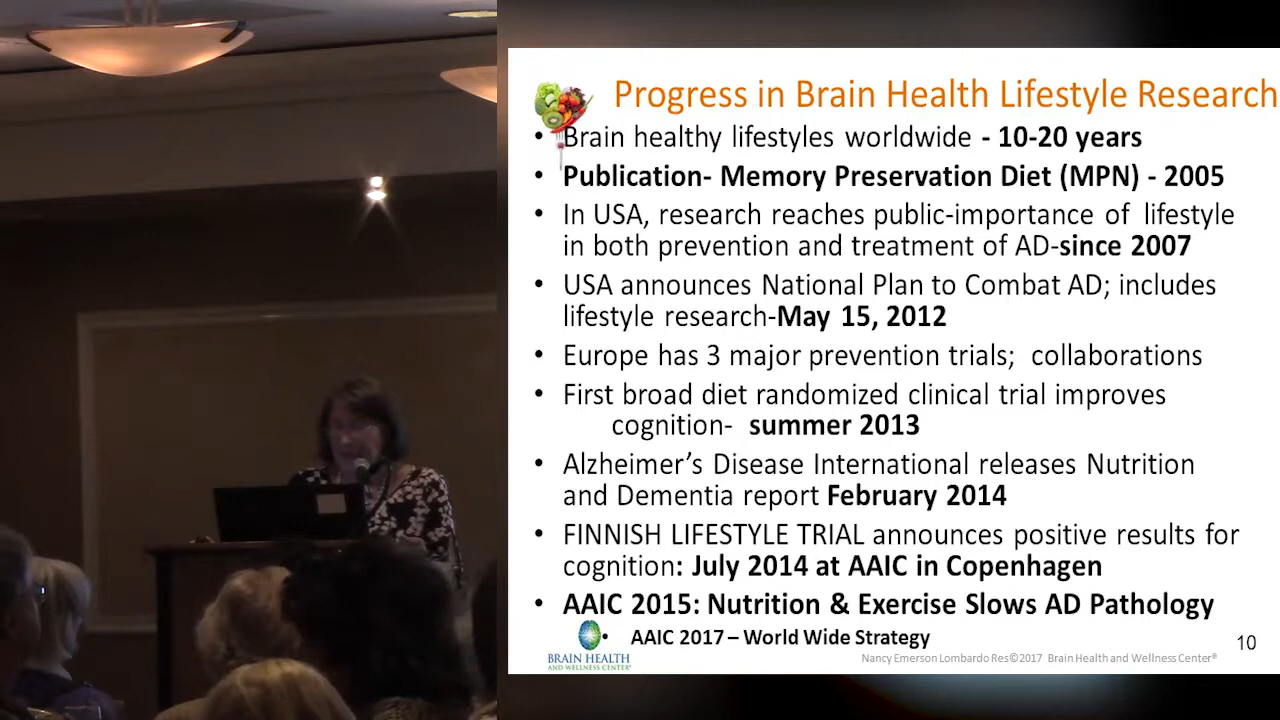 Progress in Brain Health Lifestyle Research
• Brain healthy lifestyles worldwide - 10-20 years
• Publication- Memory Preservation Diet (MPN) - 2005
• In USA, research reaches public-importance of lifestyle
in both prevention and treatment of AD-since 2007
• USA announces National Plan to Combat AD; includes
lifestyle research-May 15, 2012
• Europe has 3 major prevention trials; collaborations
• First broad diet randomized clinical trial improves
cognition- summer 2013
• Alzheimer’s Disease International releases Nutrition
and Dementia report February 2014
• FINNISH LIFESTYLE TRIAL announces positive results for
cognition: July 2014 at AAIC in Copenhagen
• AAIC 2015: Nutrition & Exercise Slows AD Pathology
• AAIC 2017 – World Wide Strategy
10
BRAIN HEALTH
AND WELLNESS CENTER®
Nancy Emerson Lombardo Res©2017 Brain Health and Wellness Center®